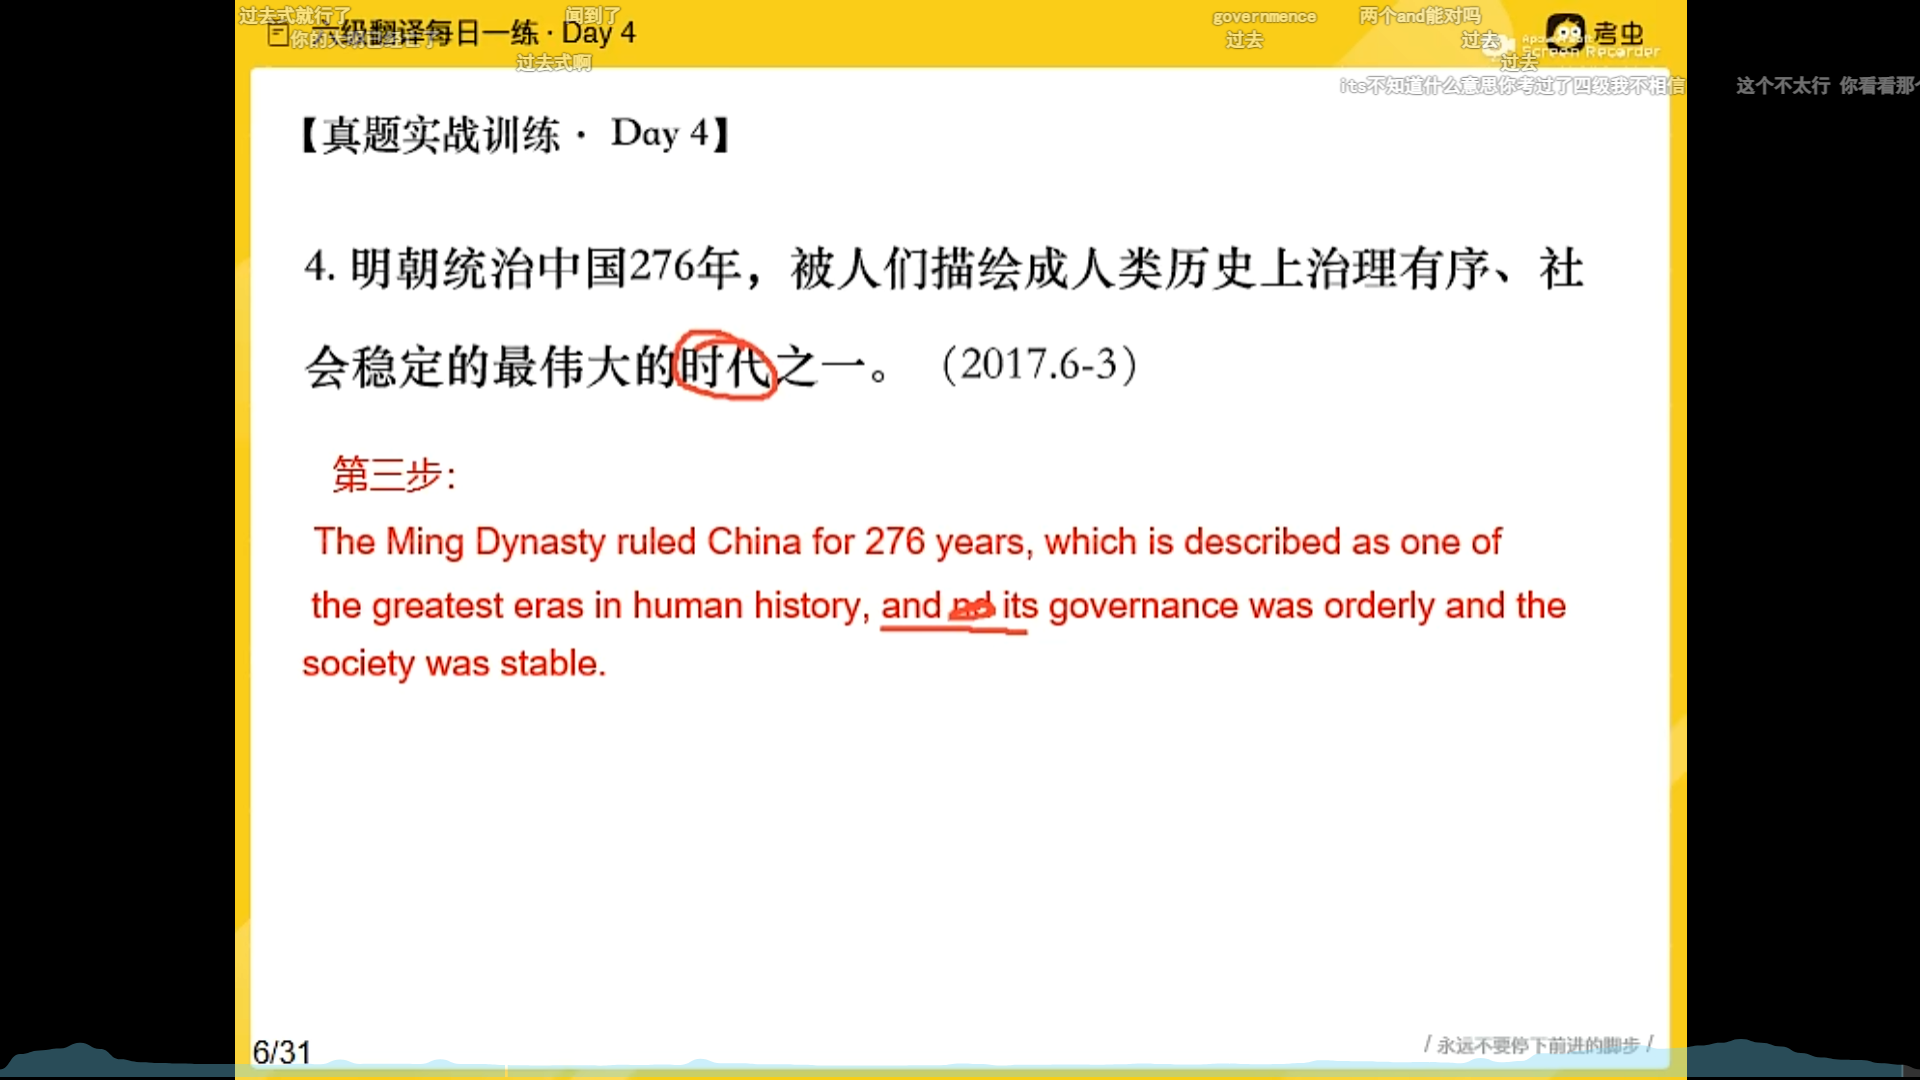 过去式就行了 闻到了 governmence 两个and能对吗
六级翻译每日一练 · Day 4
过去 过去 考虫
Screen Recorder
过去式啊 过去
its不知道什么意思你考过了四级我不相信 这个不太行 你看看那
【真题实战训练 · Day 4】
4. 明朝统治中国276年，被人们描绘成人类历史上治理有序、社
会稳定的最伟大的时代之一。（2017.6-3）
第三步：
The Ming Dynasty ruled China for 276 years, which is described as one of
the greatest eras in human history, and nd its governance was orderly and the
society was stable.
6/31
/ 永远不要停下前进的脚步 /